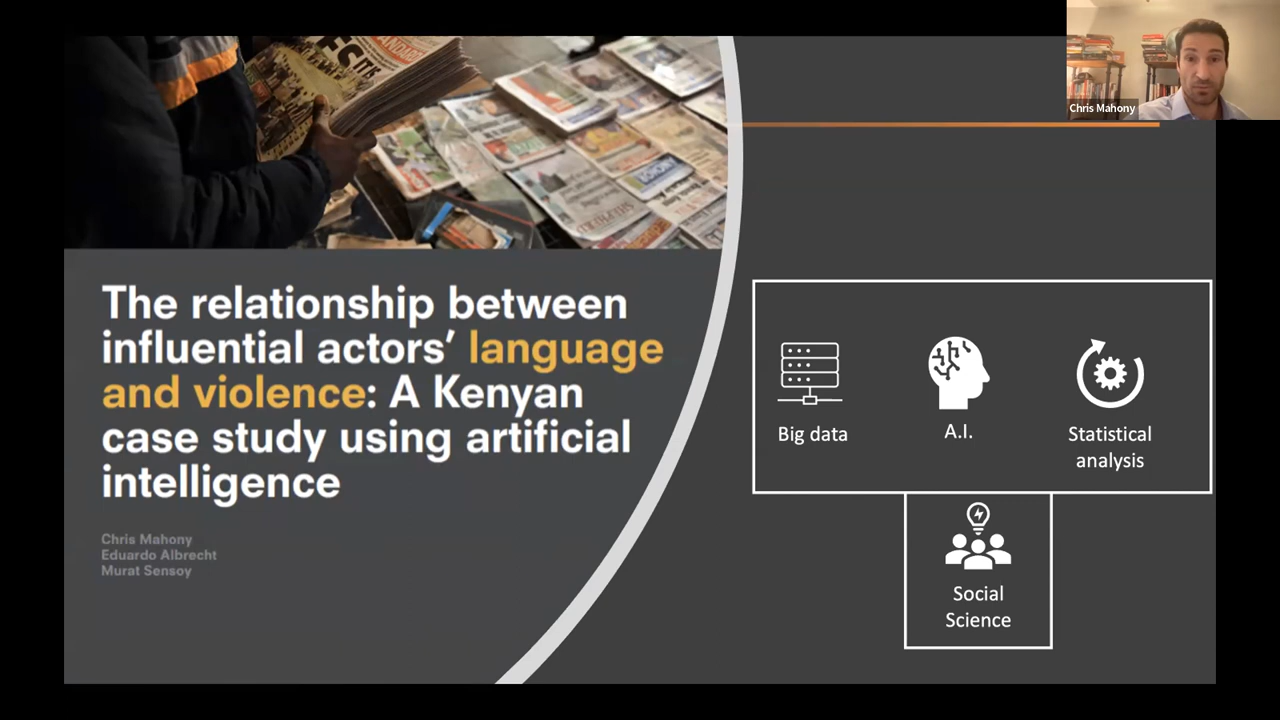 Chris Mahony
The relationship between
influential actors’ language
and violence: A Kenyan
case study using artificial
intelligence
Chris Mahony
Eduardo Albrecht
Murat Sensoy
Big data
A.I.
Statistical
analysis
Social
Science